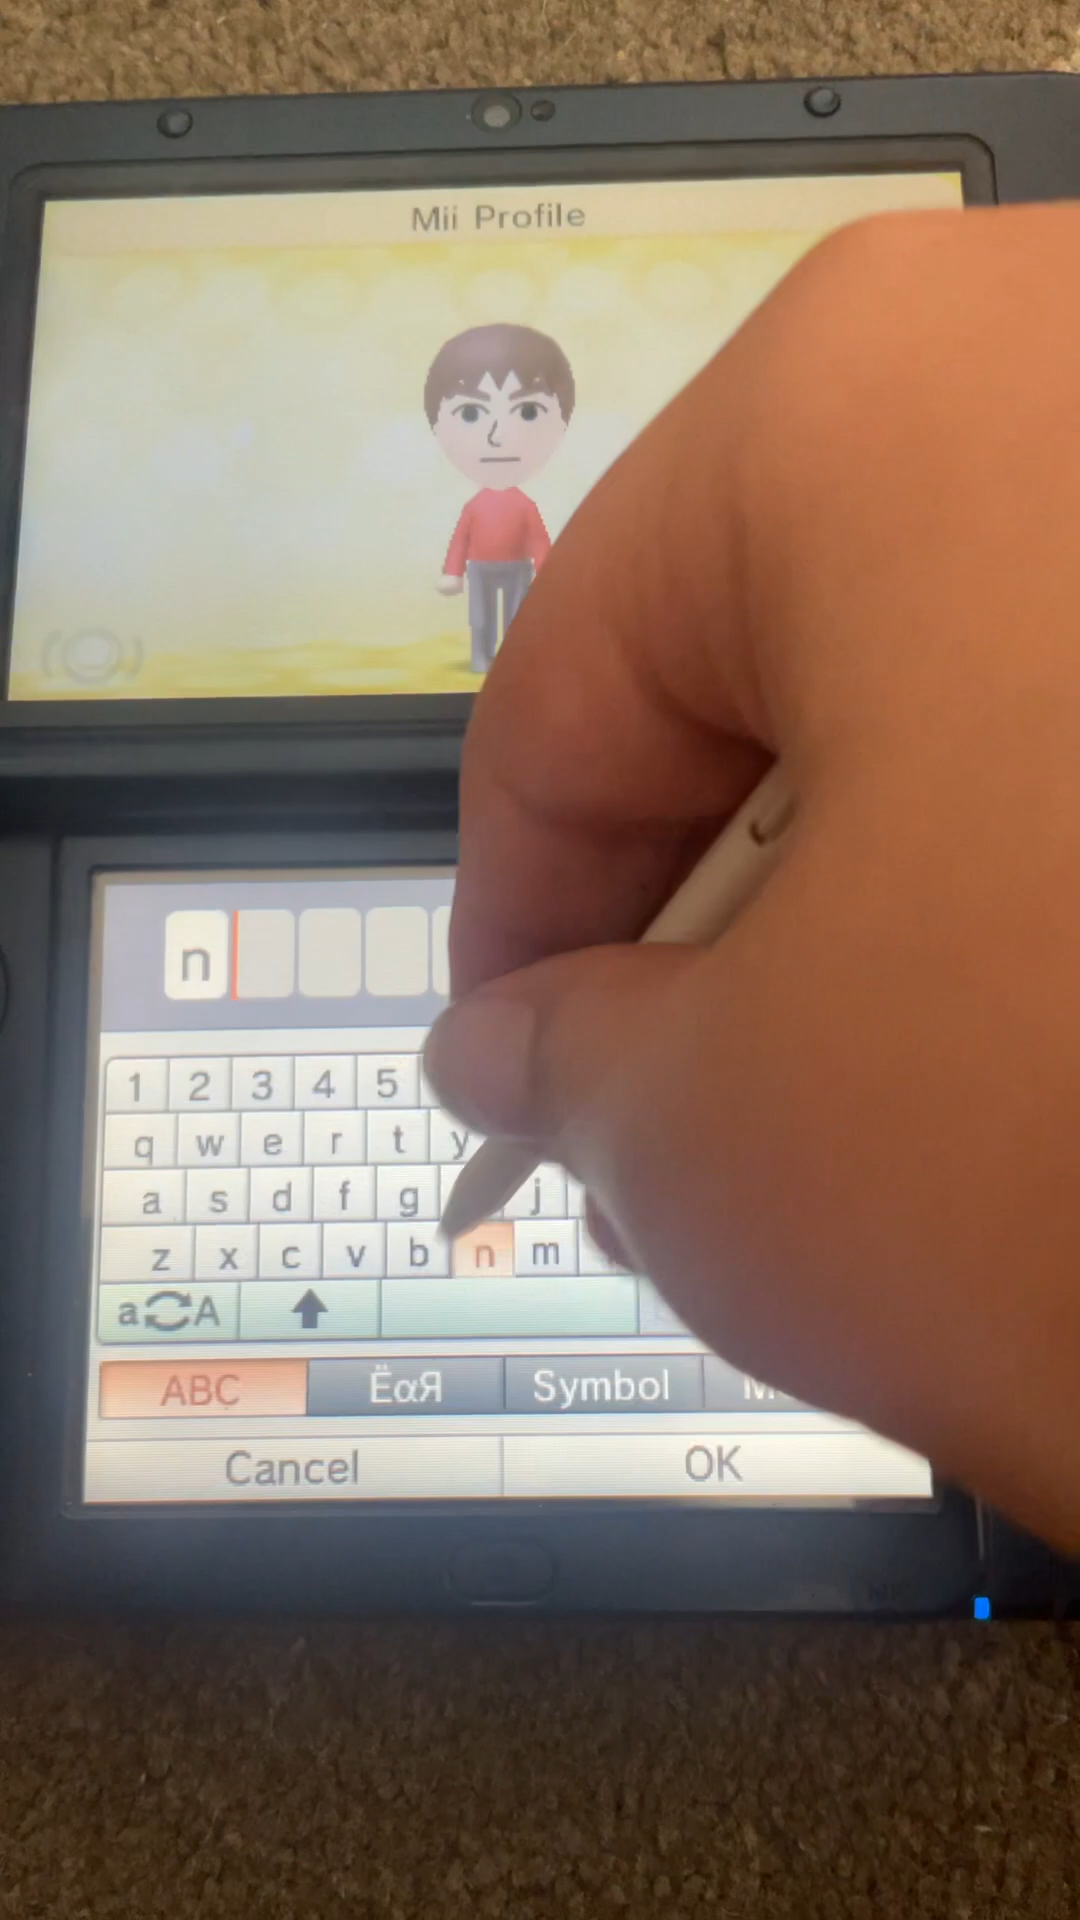 Mii Profile
n
1 2 3 4 5
q w e r t y
a s d f g j
z x c v b n m
a A
ABC ËαЯ Symbol
Cancel OK